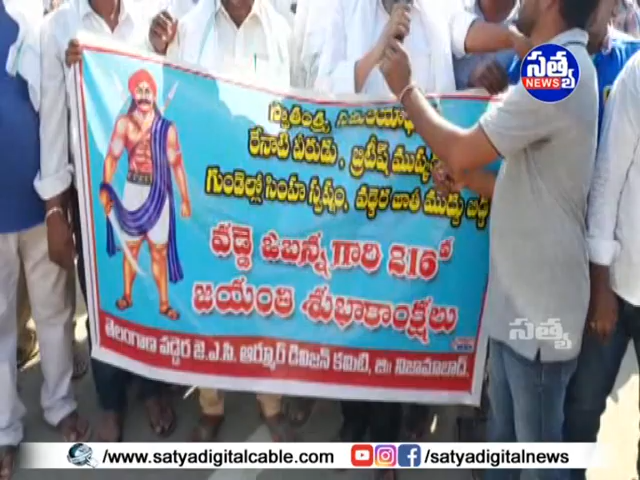 సత్య
NEWS
స్వాతంత్ర్య
రేనాటి వీరుడు . బ్రిటీష్
గుండెల్లో సింహ స్వప్నం. వడ్డెర జాతి ముద్దు బిడ్డ
వడ్డె ఓబన్న గారి 216వ
జయంతి శుభాకాంక్షలు
తెలంగాణ వడ్డెర జె.ఎ.సి. ఆర్మూర్ డివిజన్ కమిటి, జిః నిజామాబాద్.
సత్య
/www.satyadigitalcable.com
/satyadigitalnews